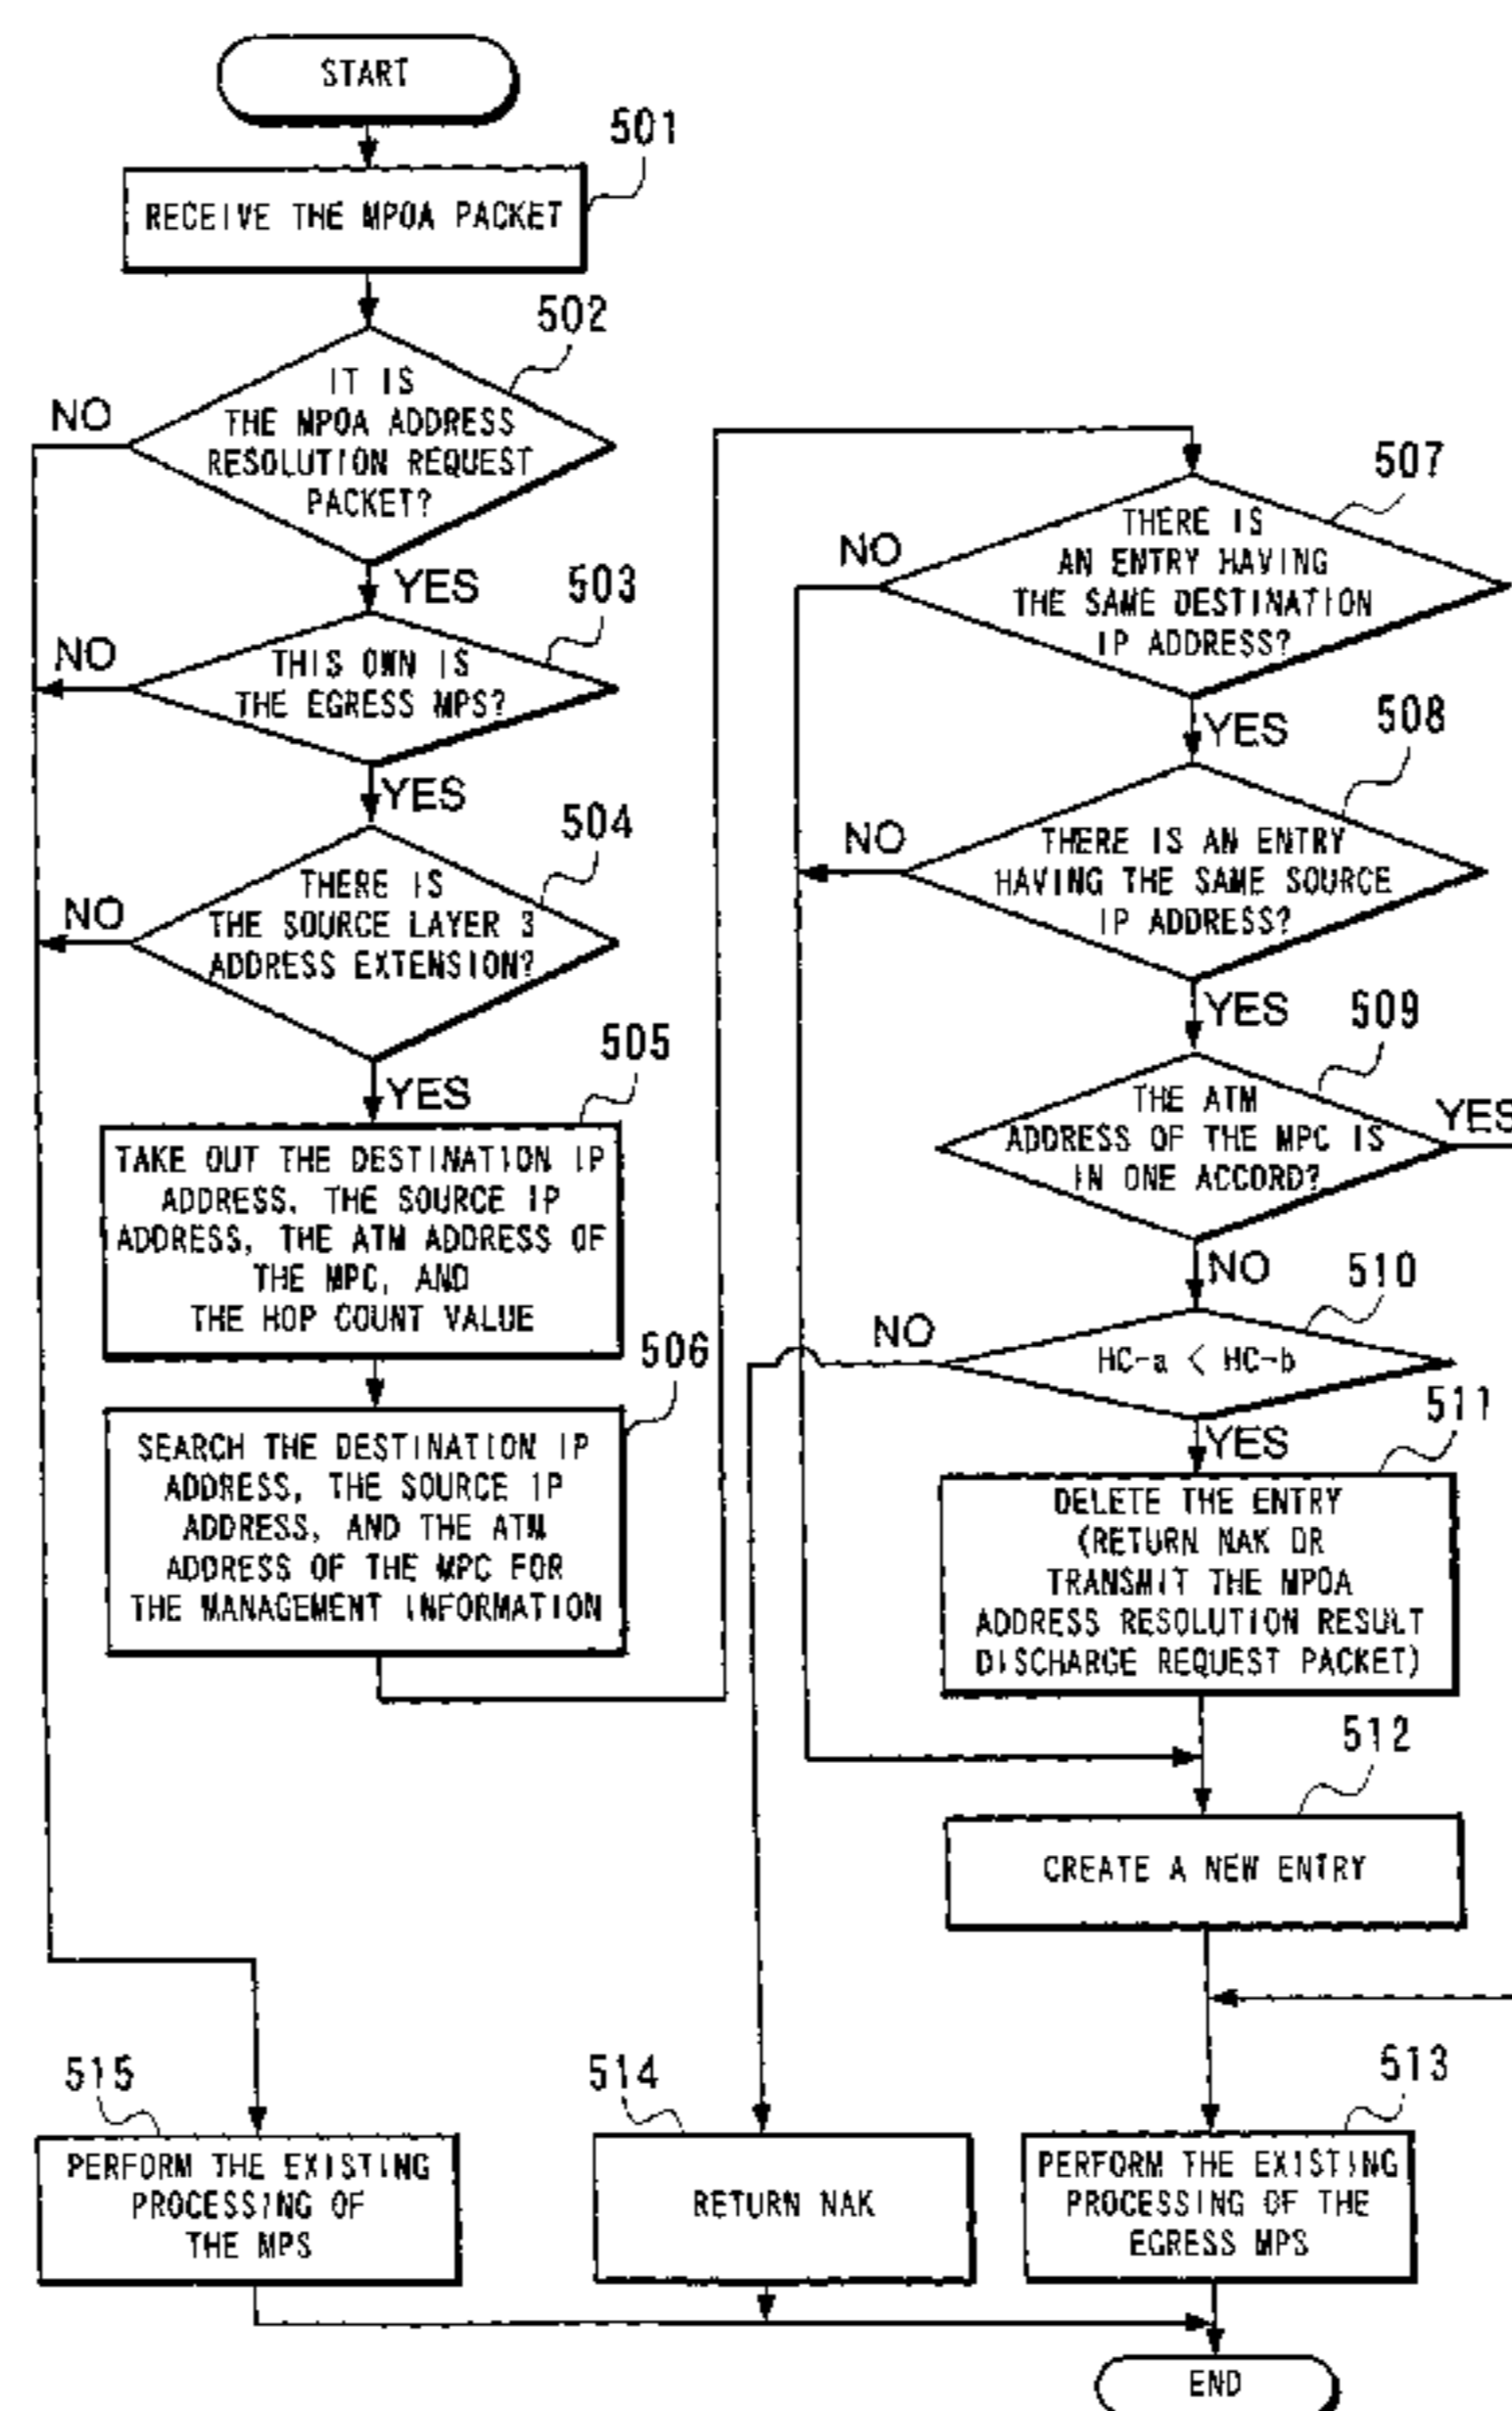 START
501
RECEIVE THE MPOA PACKET
502
IT IS
THE MPOA ADDRESS
RESOLUTION REQUEST
PACKET?
NO
YES
503
THIS OWN IS
THE EGRESS MPS?
NO
YES
504
THERE IS
THE SOURCE LAYER 3
ADDRESS EXTENSION?
NO
YES
505
TAKE OUT THE DESTINATION IP
ADDRESS, THE SOURCE IP
ADDRESS, THE ATM ADDRESS OF
THE MPC, AND
THE HOP COUNT VALUE
506
SEARCH THE DESTINATION IP
ADDRESS, THE SOURCE IP
ADDRESS, AND THE ATM
ADDRESS OF THE MPC FOR
THE MANAGEMENT INFORMATION
507
THERE IS
AN ENTRY HAVING
THE SAME DESTINATION
IP ADDRESS?
NO
YES
508
THERE IS AN ENTRY
HAVING THE SAME SOURCE
IP ADDRESS?
NO
YES
509
THE ATM
ADDRESS OF THE MPC IS
IN ONE ACCORD?
YES
NO
510
HC-a < HC-b
NO
YES
511
DELETE THE ENTRY
(RETURN NAK OR
TRANSMIT THE MPOA
ADDRESS RESOLUTION RESULT
DISCHARGE REQUEST PACKET)
512
CREATE A NEW ENTRY
515
PERFORM THE EXISTING
PROCESSING OF
THE MPS
514
RETURN NAK
513
PERFORM THE EXISTING
PROCESSING OF THE
EGRESS MPS
END